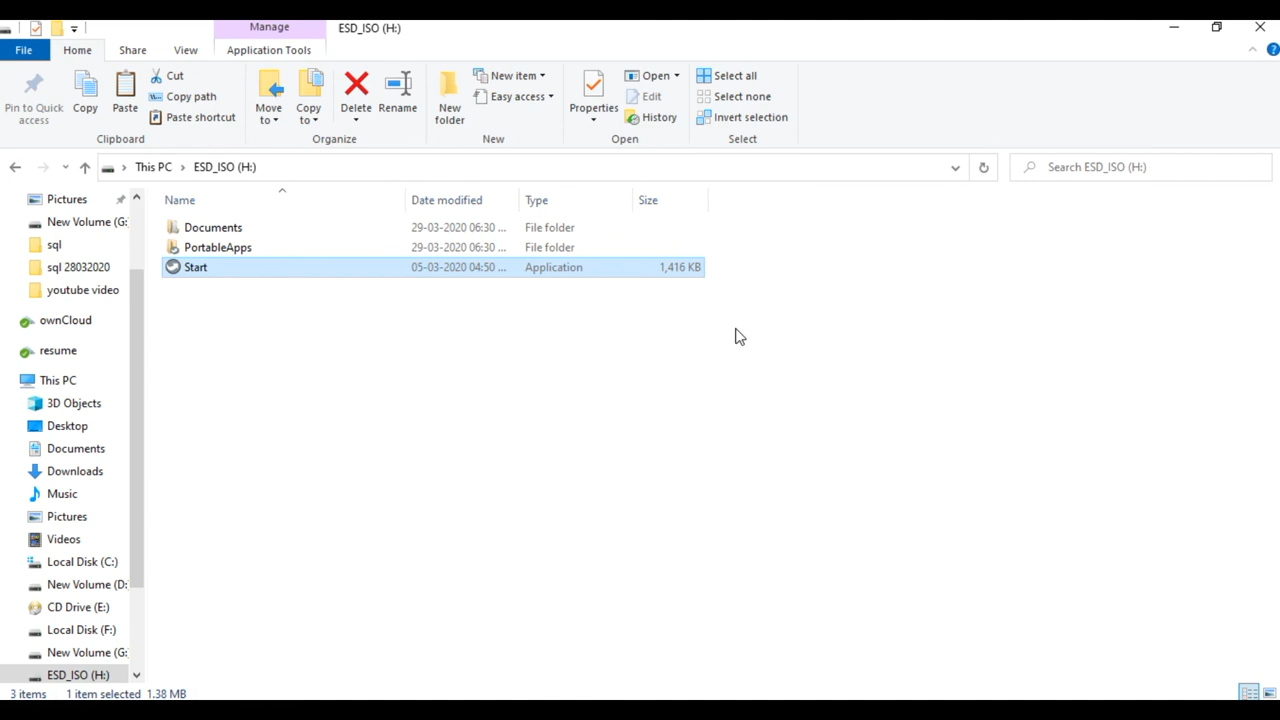 Manage ESD_ISO (H:)
File Home Share View Application Tools
Pin to Quick access
Copy
Paste
Cut
Copy path
Paste shortcut
Clipboard
Move to
Copy to
Delete
Rename
Organize
New folder
New item
Easy access
New
Properties
Open
Edit
History
Open
Select all
Select none
Invert selection
Select
This PC ESD_ISO (H:)
Search ESD_ISO (H:)
Pictures
New Volume (G:
sql
sql 28032020
youtube video
ownCloud
resume
This PC
3D Objects
Desktop
Documents
Downloads
Music
Pictures
Videos
Local Disk (C:)
New Volume (D:
CD Drive (E:)
Local Disk (F:)
New Volume (G:
ESD_ISO (H:)
Name Date modified Type Size
Documents 29-03-2020 06:30 ... File folder
PortableApps 29-03-2020 06:30 ... File folder
Start 05-03-2020 04:50 ... Application 1,416 KB
3 items 1 item selected 1.38 MB